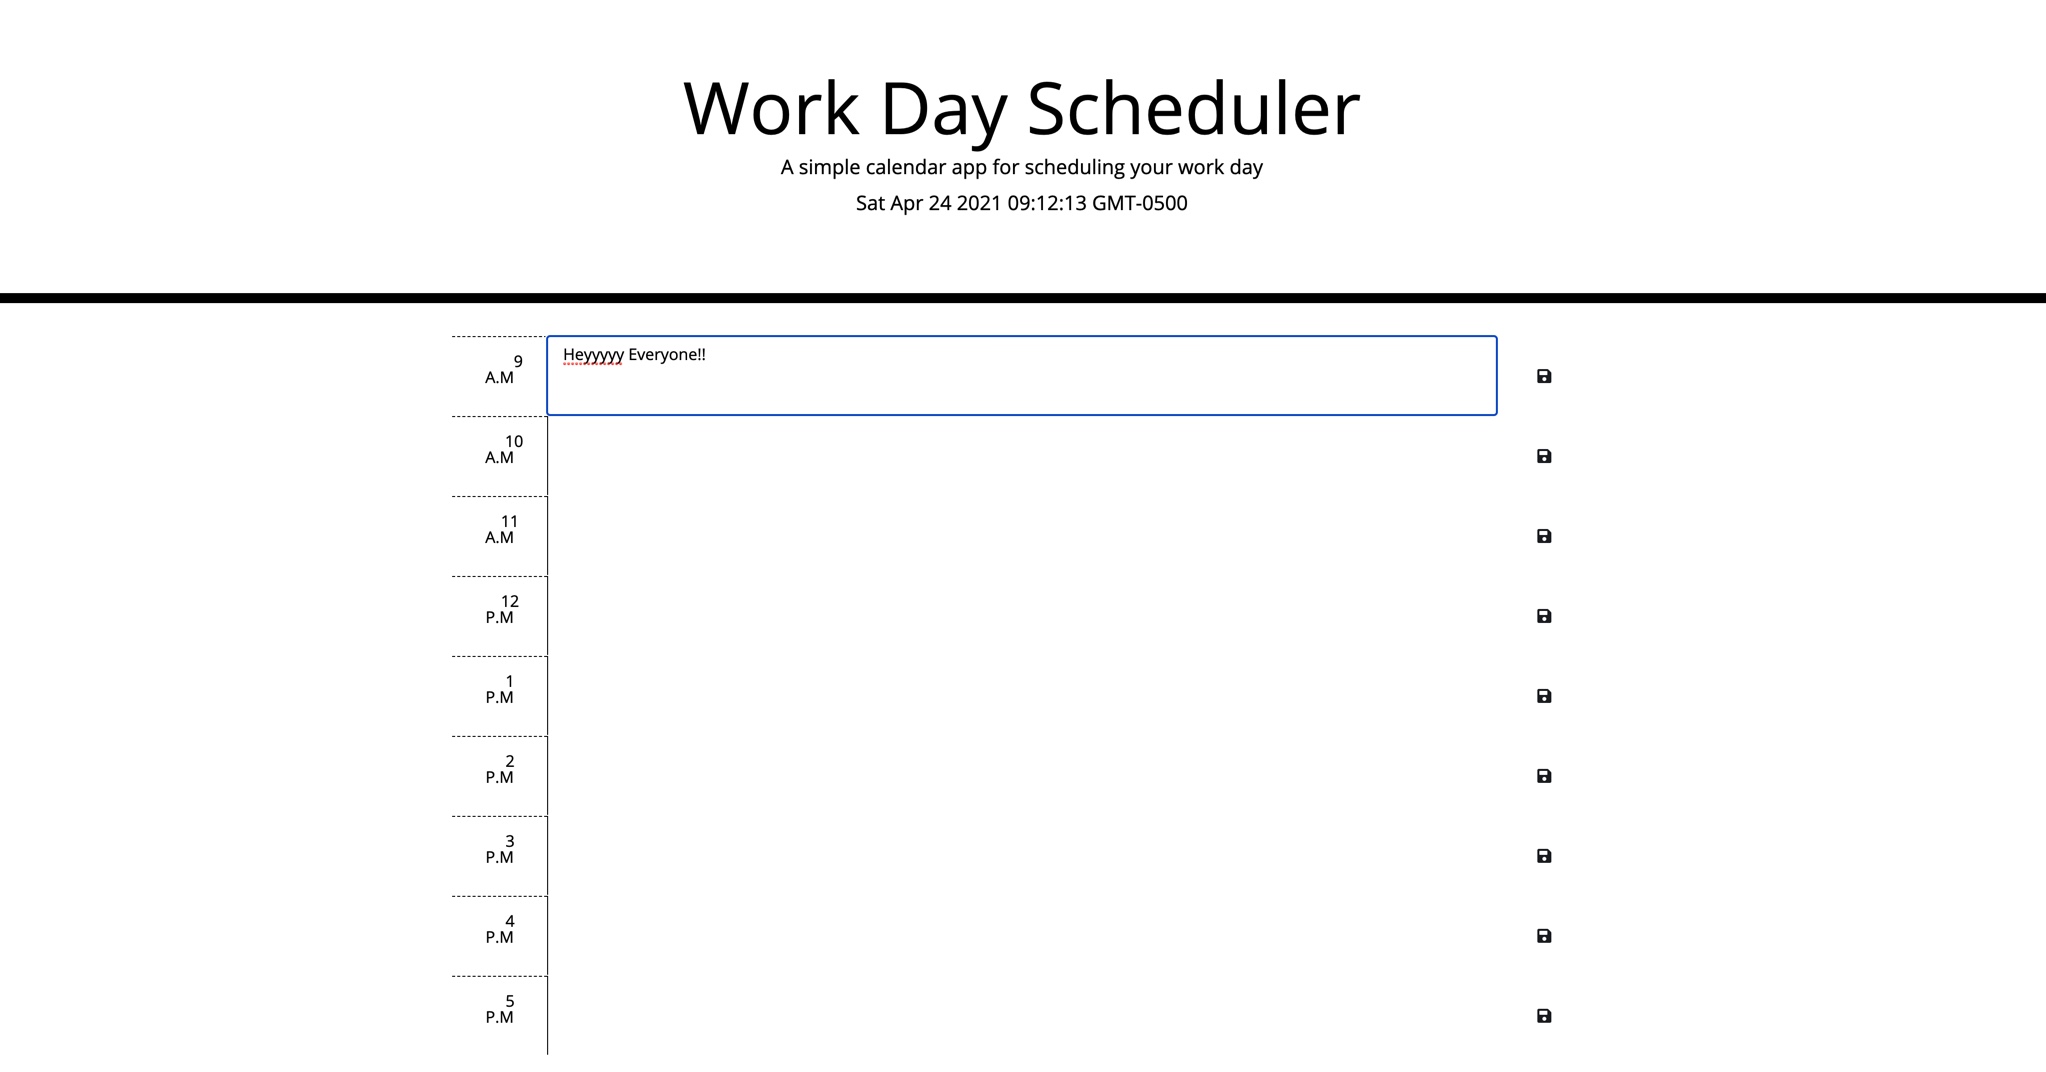 Work Day Scheduler
A simple calendar app for scheduling your work day
Sat Apr 24 2021 09:12:13 GMT-0500
9
A.M
Heyyyyy Everyone!!
10
A.M
11
A.M
12
P.M
1
P.M
2
P.M
3
P.M
4
P.M
5
P.M